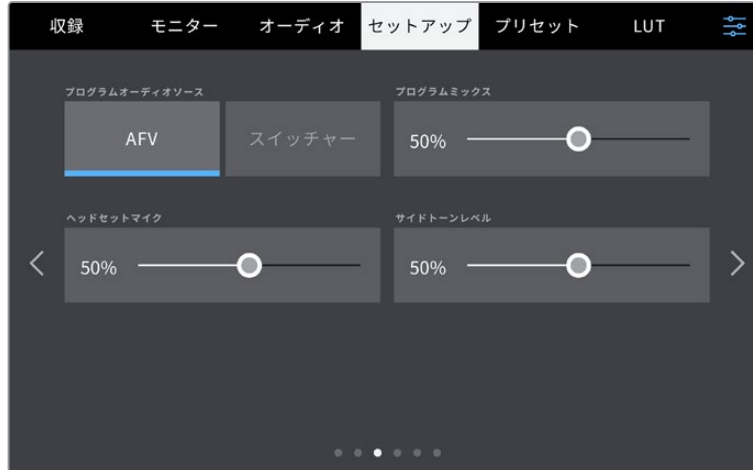 収録 モニター オーディオ セットアップ プリセット LUT
プログラムオーディオソース プログラムミックス
AFV スイッチャー 50%
ヘッドセットマイク サイドトーンレベル
50% 50%